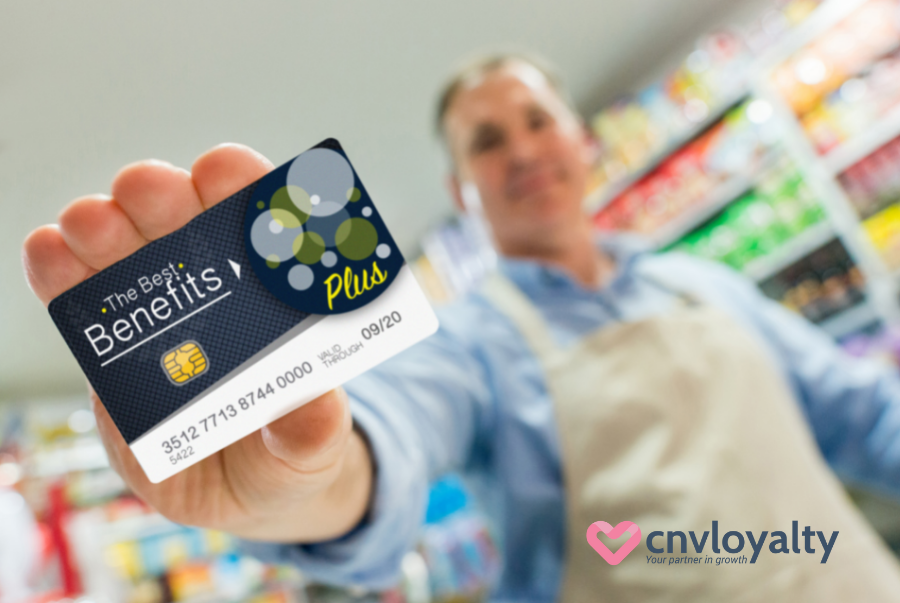 The Best
Benefits
Plus
3512 7713 8744 0000
VALID
THROUGH
09/20
5422
cnvloyalty
Your partner in growth